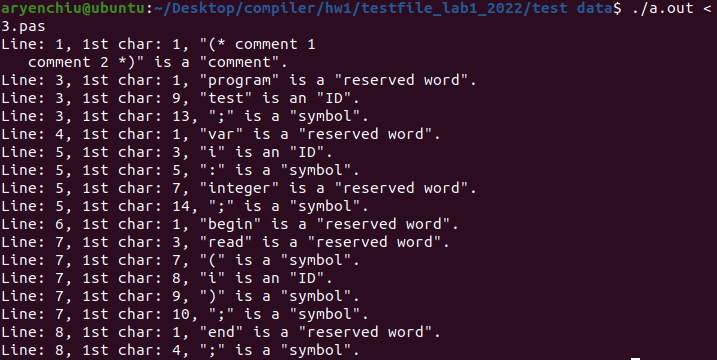 aryenchiu@ubuntu:~/Desktop/compiler/hw1/testfile_lab1_2022/test data$ ./a.out <
3.pas
Line: 1, 1st char: 1, "(* comment 1
   comment 2 *)" is a "comment".
Line: 3, 1st char: 1, "program" is a "reserved word".
Line: 3, 1st char: 9, "test" is an "ID".
Line: 3, 1st char: 13, ";" is a "symbol".
Line: 4, 1st char: 1, "var" is a "reserved word".
Line: 5, 1st char: 3, "i" is an "ID".
Line: 5, 1st char: 5, ":" is a "symbol".
Line: 5, 1st char: 7, "integer" is a "reserved word".
Line: 5, 1st char: 14, ";" is a "symbol".
Line: 6, 1st char: 1, "begin" is a "reserved word".
Line: 7, 1st char: 3, "read" is a "reserved word".
Line: 7, 1st char: 7, "(" is a "symbol".
Line: 7, 1st char: 8, "i" is an "ID".
Line: 7, 1st char: 9, ")" is a "symbol".
Line: 7, 1st char: 10, ";" is a "symbol".
Line: 8, 1st char: 1, "end" is a "reserved word".
Line: 8, 1st char: 4, ";" is a "symbol".